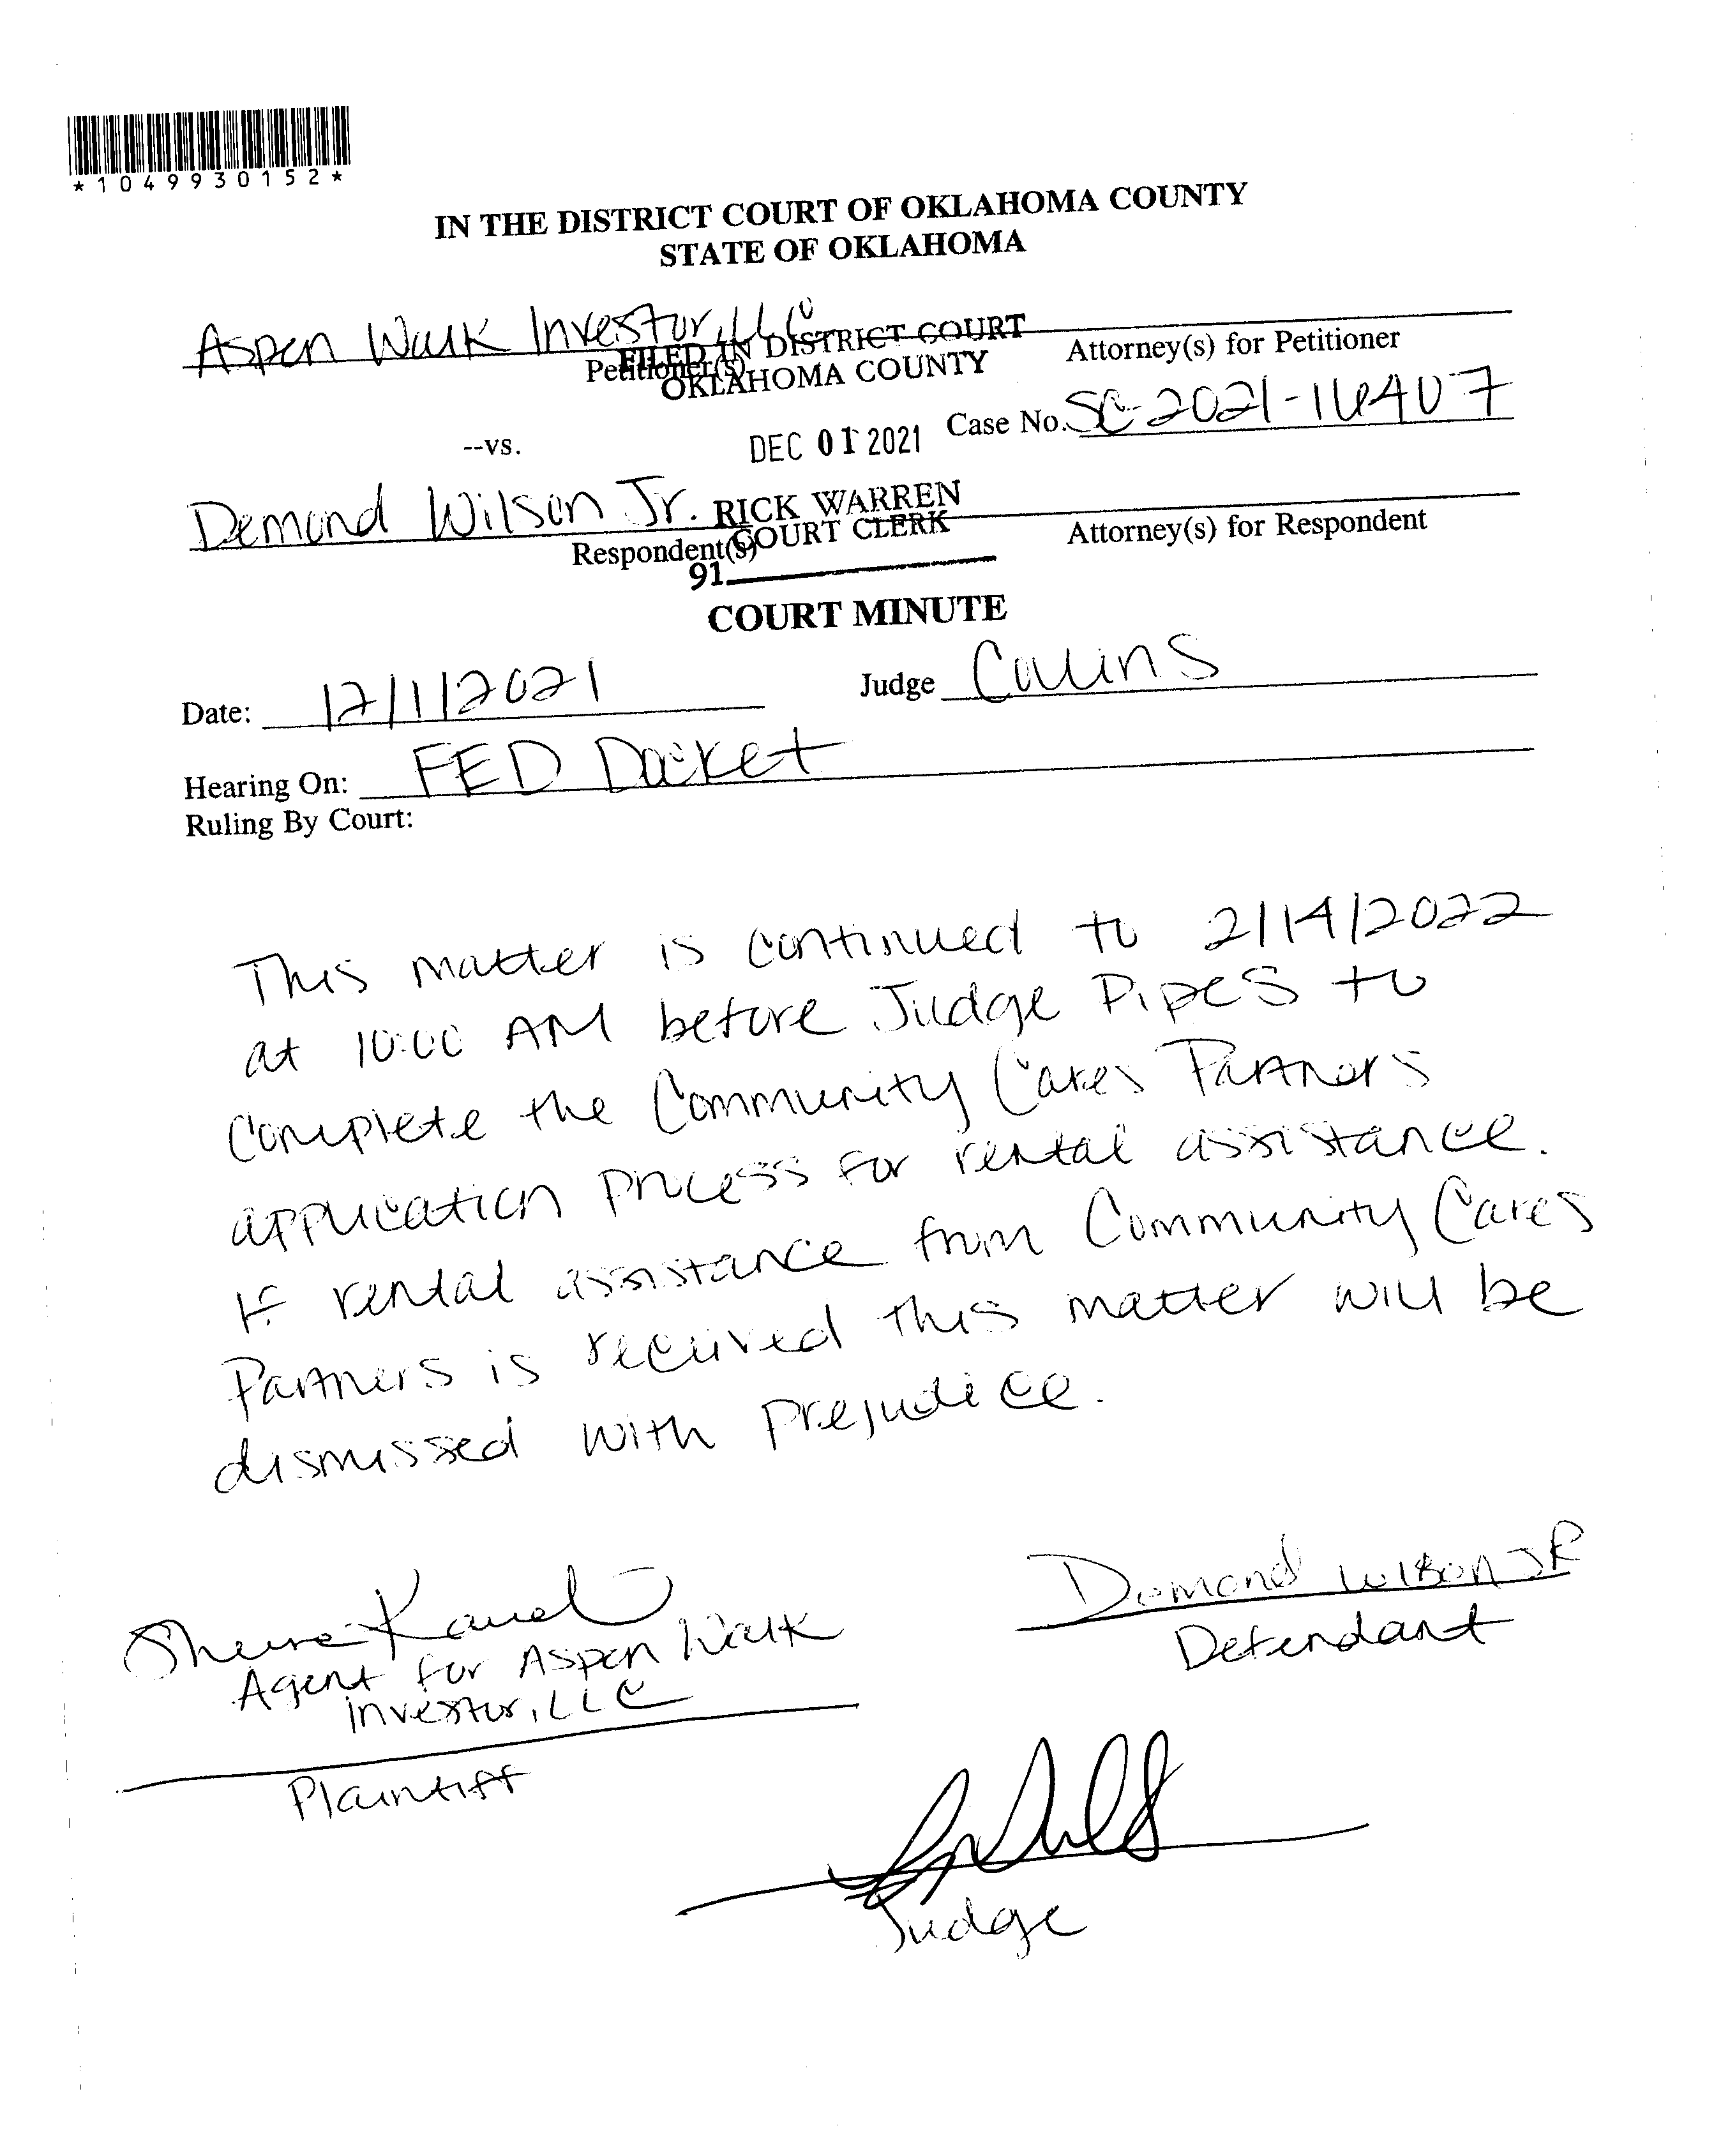 *1049930152*
IN THE DISTRICT COURT OF OKLAHOMA COUNTY
STATE OF OKLAHOMA
Aspen Walk Investor, LLC
Petitioner(s)
Attorney(s) for Petitioner
FILED IN DISTRICT COURT
OKLAHOMA COUNTY
Case No. SC-2021-16407
--vs.
DEC 01 2021
Demond Wilson Jr.
Respondent(s)
RICK WARREN
COURT CLERK
Attorney(s) for Respondent
91
COURT MINUTE
Date: 12/1/2021
Judge Collins
Hearing On: FED Docket
Ruling By Court:
This matter is continued to 2/14/2022
at 10:00 AM before Judge Pipes to
complete the Community Cares Partners
application process for rental assistance.
If rental assistance from Community Cares
Partners is received this matter will be
dismissed with prejudice.
Demond Wilson JR
Defendant
Agent for Aspen Walk
Investor, LLC
Plaintiff
Judge